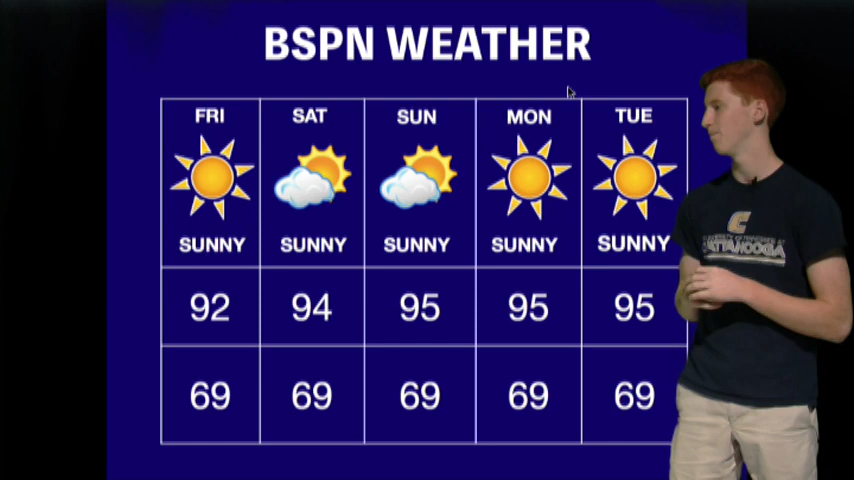 BSPN WEATHER
FRI SAT SUN MON TUE
SUNNY SUNNY SUNNY SUNNY SUNNY
92 94 95 95 95
69 69 69 69 69
C
CHATTANOOGA